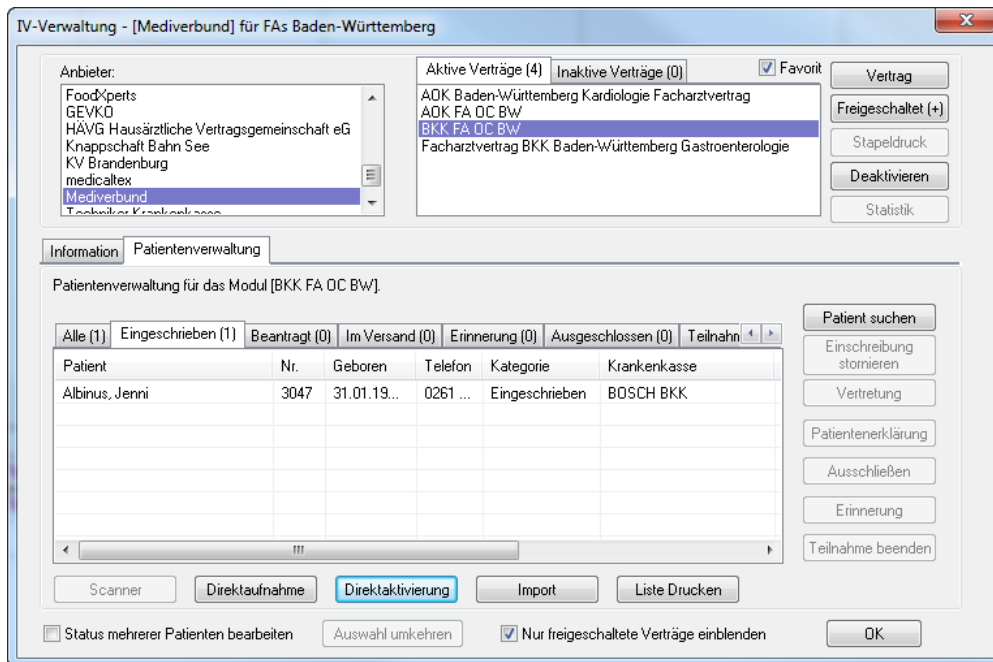 IV-Verwaltung - [Mediverbund] für FAs Baden-Württemberg
x
Anbieter:
FoodXperts
GEVKO
HÄVG Hausärztliche Vertragsgemeinschaft eG
Knappschaft Bahn See
KV Brandenburg
medicaltex
Mediverbund
Techniker Krankenkasse
Aktive Verträge (4) Inaktive Verträge (0) Favorit
AOK Baden-Württemberg Kardiologie Facharztvertrag
AOK FA OC BW
BKK FA OC BW
Facharztvertrag BKK Baden-Württemberg Gastroenterologie
Vertrag
Freigeschaltet (+)
Stapeldruck
Deaktivieren
Statistik
Information Patientenverwaltung
Patientenverwaltung für das Modul [BKK FA OC BW].
Alle (1) Eingeschrieben (1) Beantragt (0) Im Versand (0) Erinnerung (0) Ausgeschlossen (0) Teilnahm
Patient Nr. Geboren Telefon Kategorie Krankenkasse
Albinus, Jenni 3047 31.01.19... 0261 ... Eingeschrieben BOSCH BKK
Patient suchen
Einschreibung
stornieren
Vertretung
Patientenerklärung
Ausschließen
Erinnerung
Teilnahme beenden
Scanner Direktaufnahme Direktaktivierung Import Liste Drucken
Status mehrerer Patienten bearbeiten Auswahl umkehren Nur freigeschaltete Verträge einblenden OK